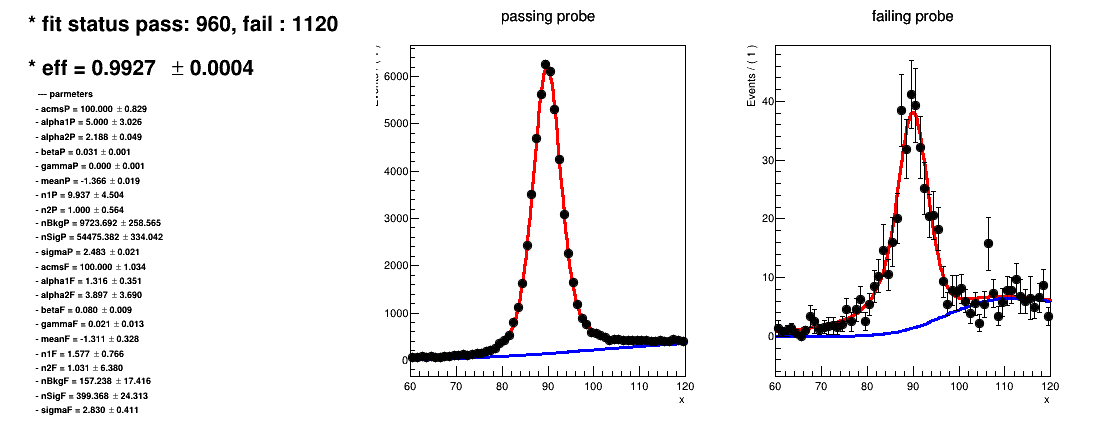 * fit status pass: 960, fail : 1120
* eff = 0.9927 ± 0.0004
--- parmeters
- acmsP = 100.000 ± 0.829
- alpha1P = 5.000 ± 3.026
- alpha2P = 2.188 ± 0.049
- betaP = 0.031 ± 0.001
- gammaP = 0.000 ± 0.001
- meanP = -1.366 ± 0.019
- n1P = 9.937 ± 4.504
- n2P = 1.000 ± 0.564
- nBkgP = 9723.692 ± 258.565
- nSigP = 54475.382 ± 334.042
- sigmaP = 2.483 ± 0.021
- acmsF = 100.000 ± 1.034
- alpha1F = 1.316 ± 0.351
- alpha2F = 3.897 ± 3.690
- betaF = 0.080 ± 0.009
- gammaF = 0.021 ± 0.013
- meanF = -1.311 ± 0.328
- n1F = 1.577 ± 0.766
- n2F = 1.031 ± 6.380
- nBkgF = 157.238 ± 17.416
- nSigF = 399.368 ± 24.313
- sigmaF = 2.830 ± 0.411
passing probe
6000
5000
4000
3000
2000
1000
0
60 70 80 90 100 110 120
x
failing probe
Events / ( 1 )
40
30
20
10
0
60 70 80 90 100 110 120
x